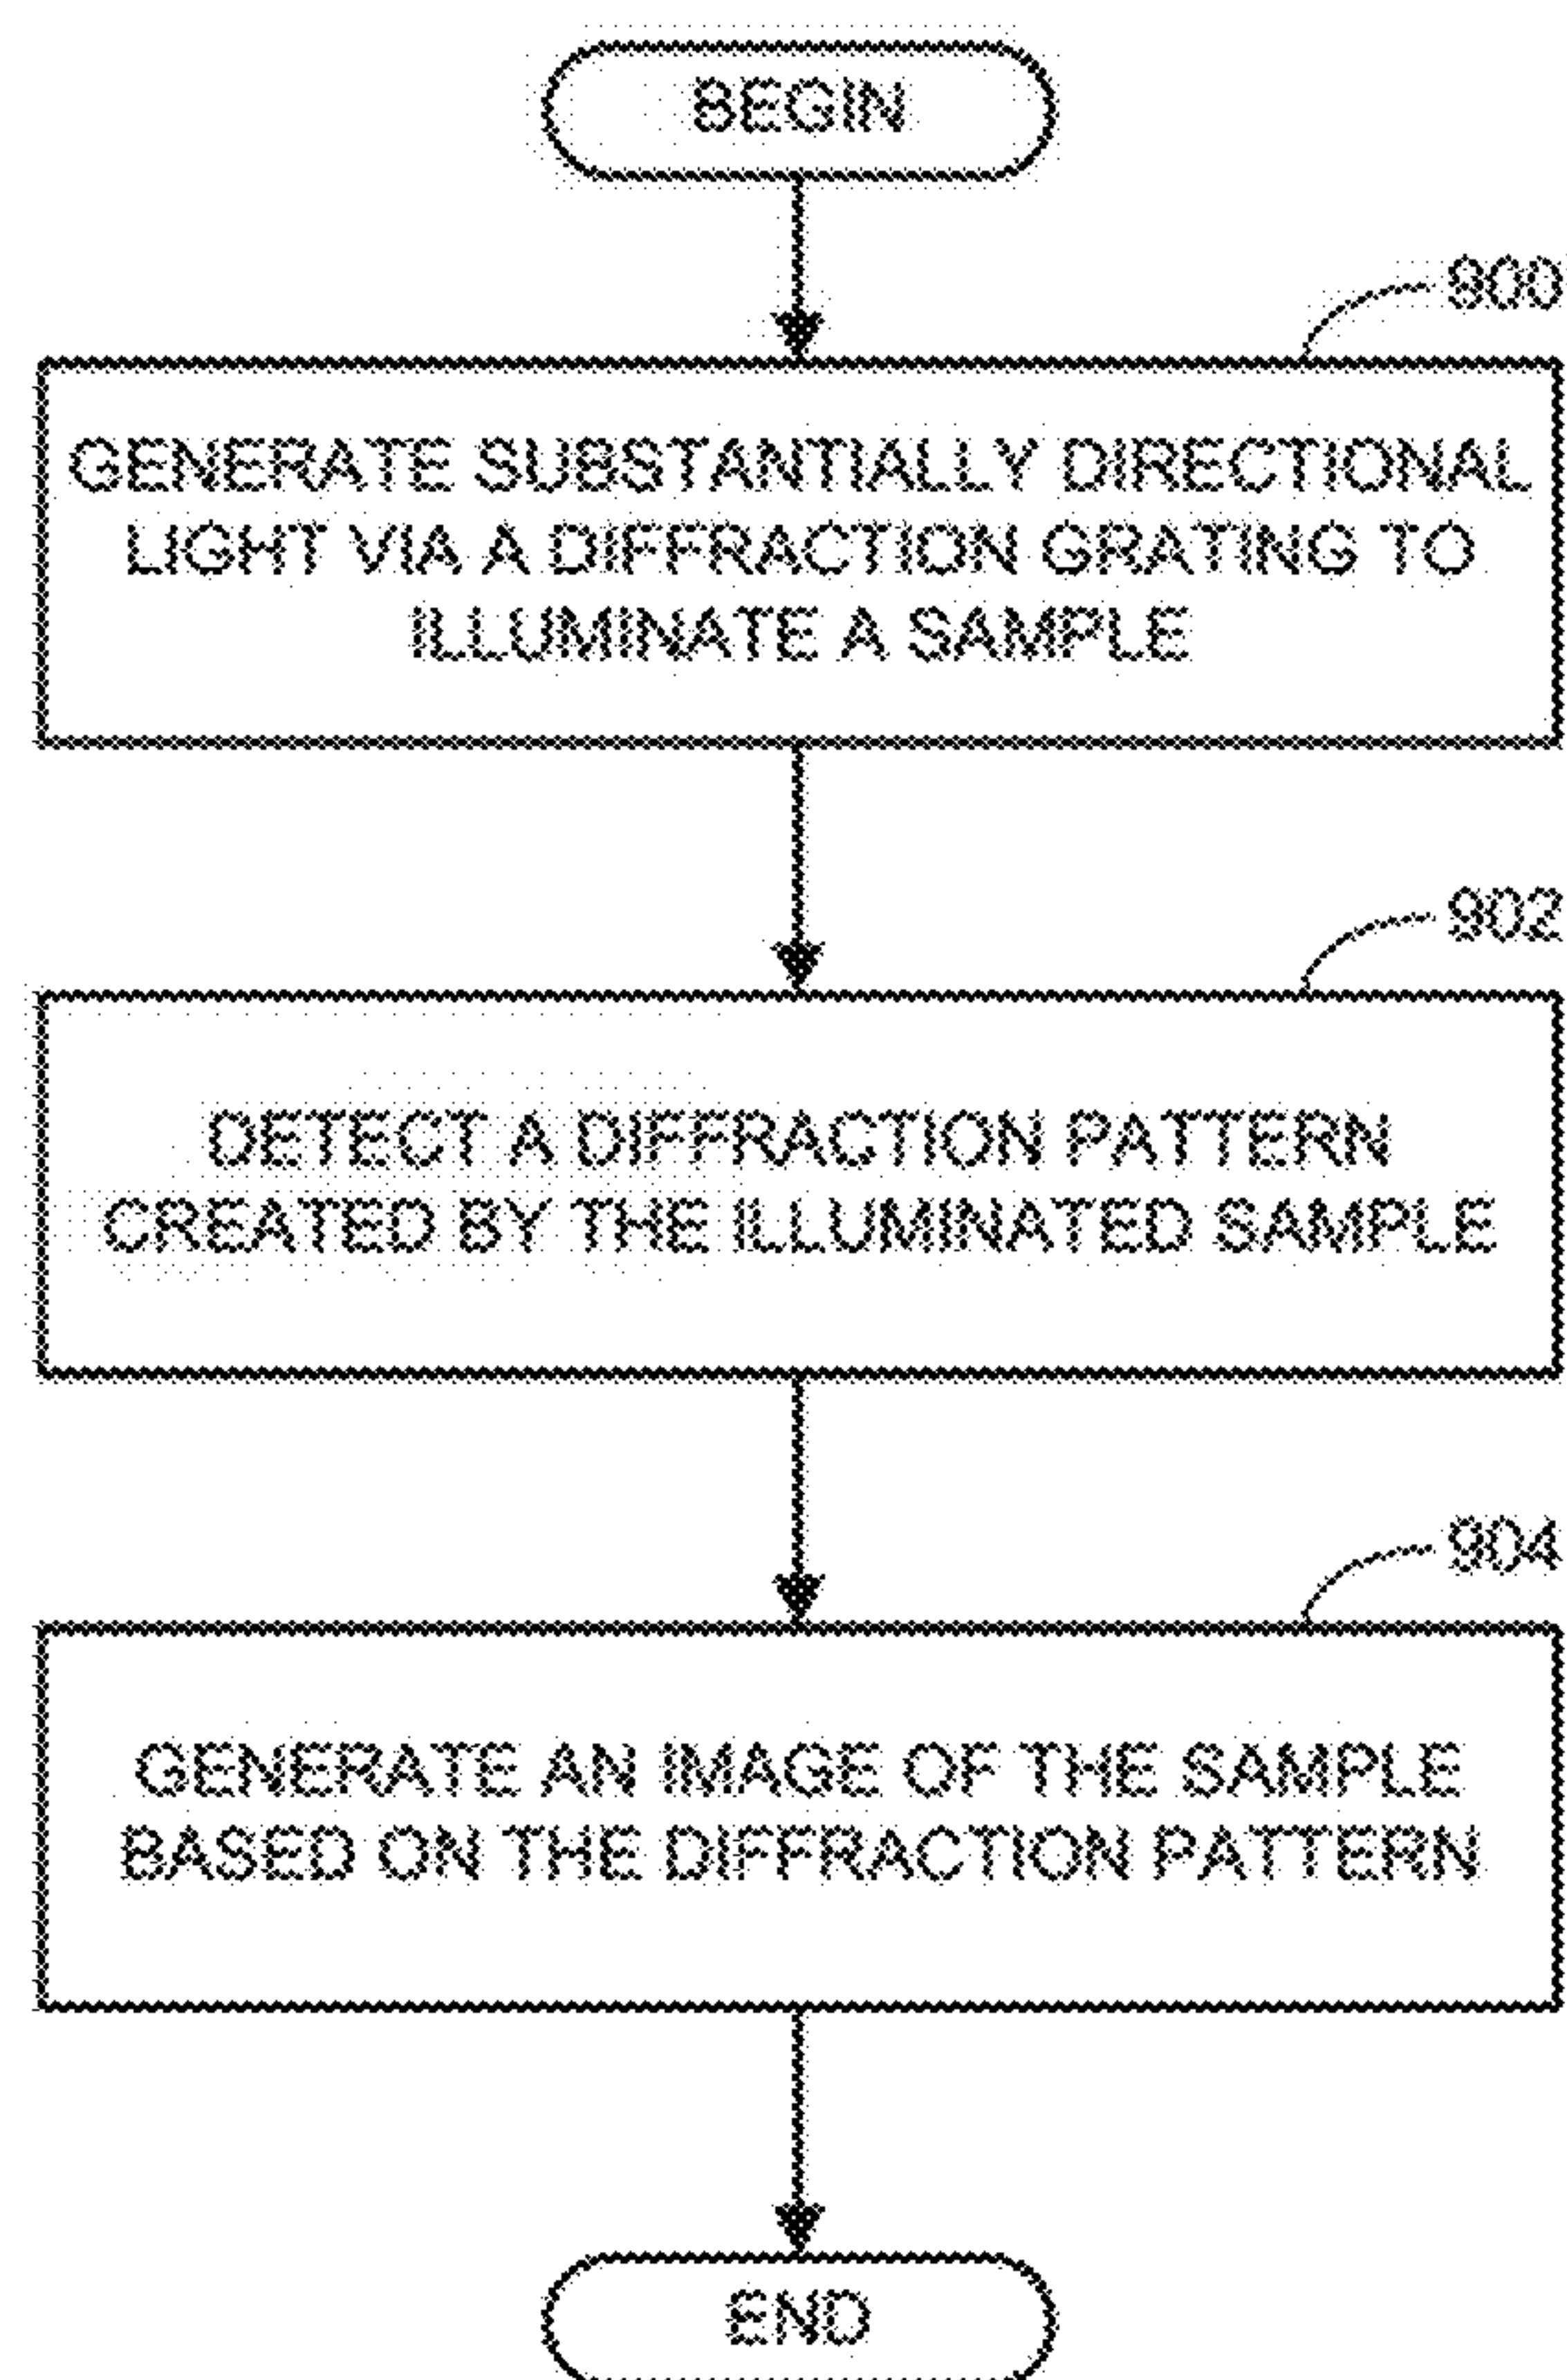 BEGIN
900
GENERATE SUBSTANTIALLY DIRECTIONAL
LIGHT VIA A DIFFRACTION GRATING TO
ILLUMINATE A SAMPLE
902
DETECT A DIFFRACTION PATTERN
CREATED BY THE ILLUMINATED SAMPLE
904
GENERATE AN IMAGE OF THE SAMPLE
BASED ON THE DIFFRACTION PATTERN
END